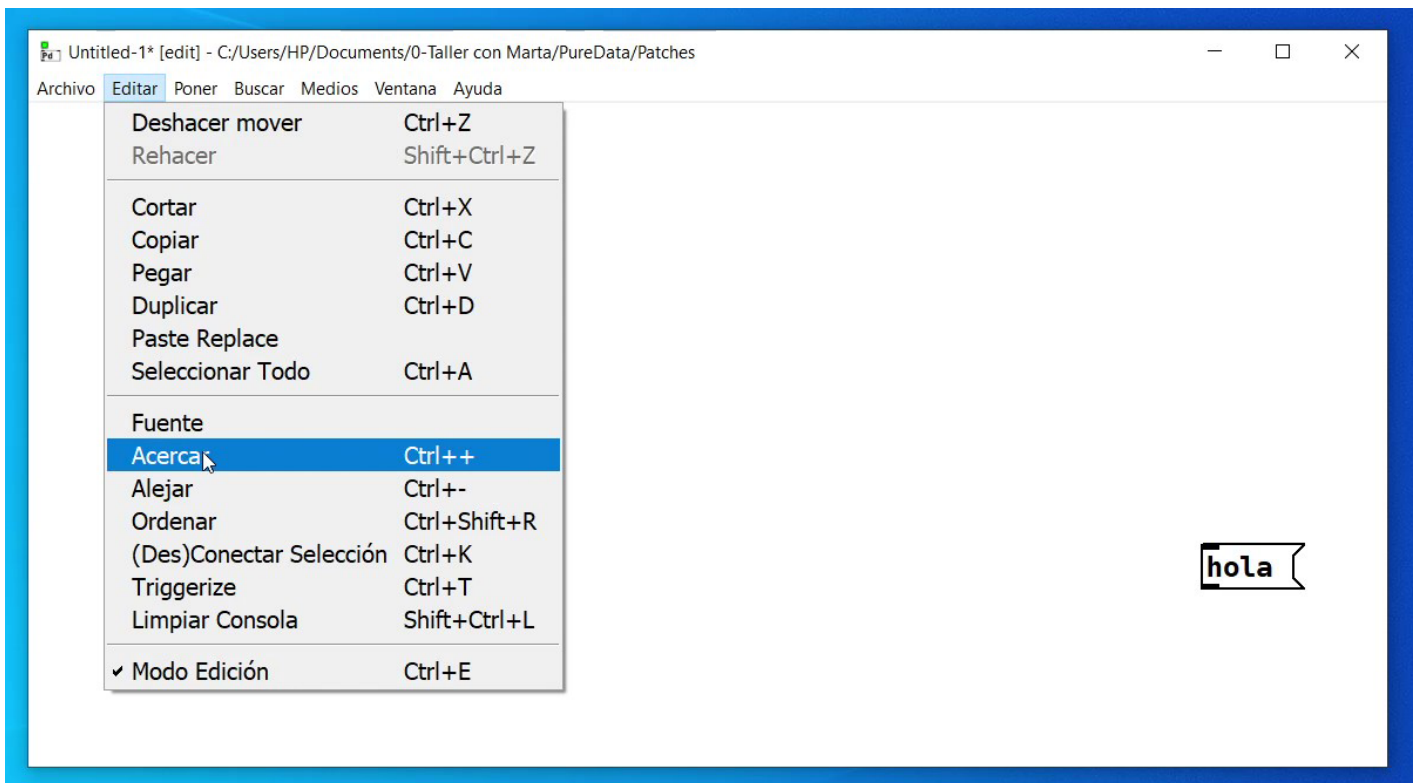 Untitled-1* [edit] - C:/Users/HP/Documents/0-Taller con Marta/PureData/Patches
Archivo Editar Poner Buscar Medios Ventana Ayuda
Deshacer mover Ctrl+Z
Rehacer Shift+Ctrl+Z
Cortar Ctrl+X
Copiar Ctrl+C
Pegar Ctrl+V
Duplicar Ctrl+D
Paste Replace
Seleccionar Todo Ctrl+A
Fuente
Acercar Ctrl++
Alejar Ctrl+-
Ordenar Ctrl+Shift+R
(Des)Conectar Selección Ctrl+K
Triggerize Ctrl+T
Limpiar Consola Shift+Ctrl+L
✓ Modo Edición Ctrl+E
hola